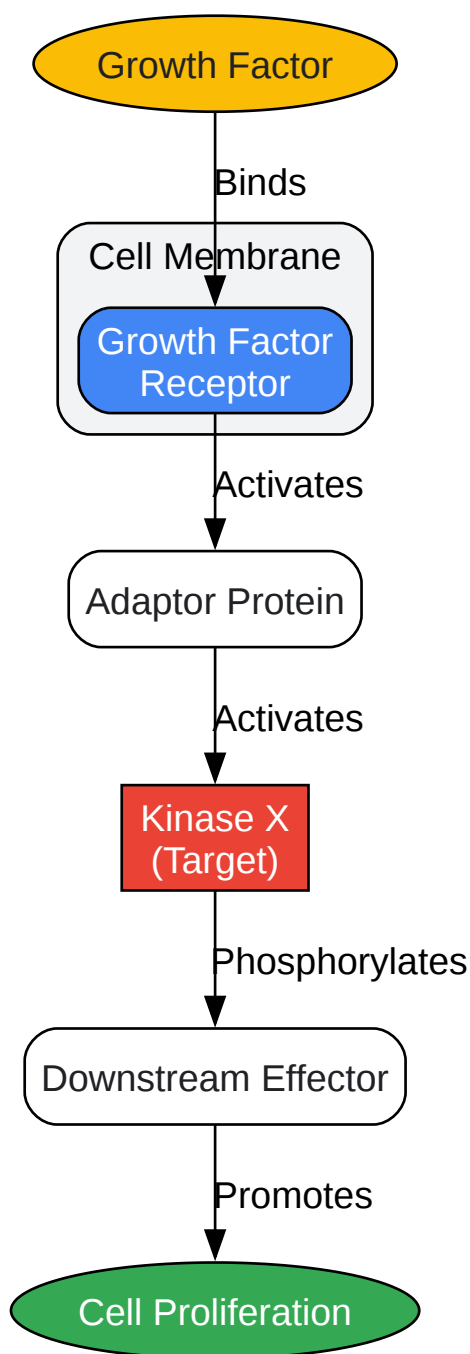 Growth Factor
Binds
Cell Membrane
Growth Factor
Receptor
Activates
Adaptor Protein
Activates
Kinase X
(Target)
Phosphorylates
Downstream Effector
Promotes
Cell Proliferation